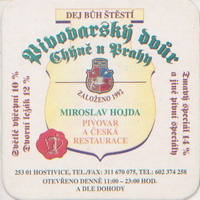 DEJ BŮH ŠTĚSTÍ
Pivovarský dvůr
Chýně u Prahy
Světlé výčepní 10 %
Dvorní ležák 12 %
Tmavý speciál 14 %
a jiné pivní speciály
ZALOŽENO 1992
MIROSLAV HOJDA
PIVOVAR
A ČESKÁ
RESTAURACE
253 01 HOSTIVICE, TEL./FAX: 311 670 075, TEL: 602 374 258
OTEVŘENO DENNĚ 11:00 – 23:00 HOD.
A DLE DOHODY